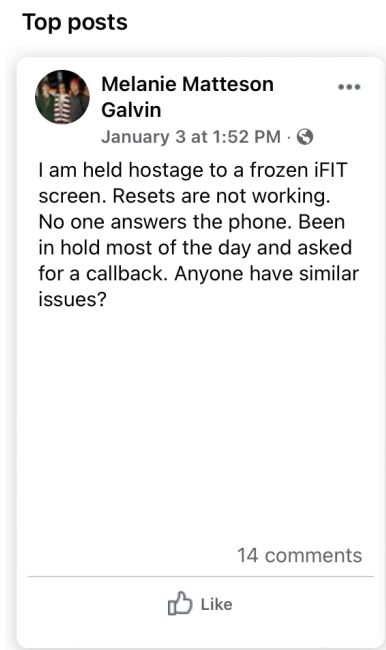 Top posts
Melanie Matteson
Galvin
January 3 at 1:52 PM ·
I am held hostage to a frozen iFIT
screen. Resets are not working.
No one answers the phone. Been
in hold most of the day and asked
for a callback. Anyone have similar
issues?
14 comments
Like